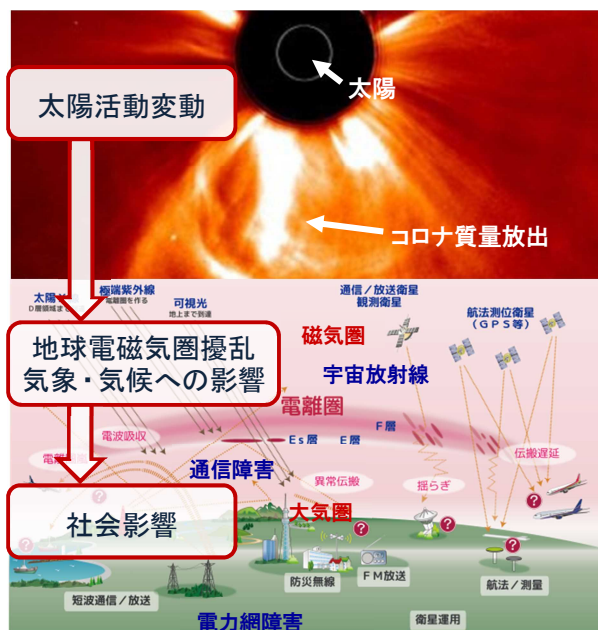 太陽
太陽活動変動
コロナ質量放出
極端紫外線
電離圏を作る
可視光
地上まで到達
太陽
D層領域ま
通信/放送衛星
観測衛星
航法測位衛星
(GPS等)
磁気圏
地球電磁気圏擾乱
気象・気候への影響
宇宙放射線
電離圏
F層
Es層
E層
電波吸収
電離
通信障害
伝搬遅延
異常伝搬
揺らぎ
大気圏
社会影響
?
?
?
?
?
防災無線
FM放送
航法/測量
短波通信/放送
電力網障害
衛星運用